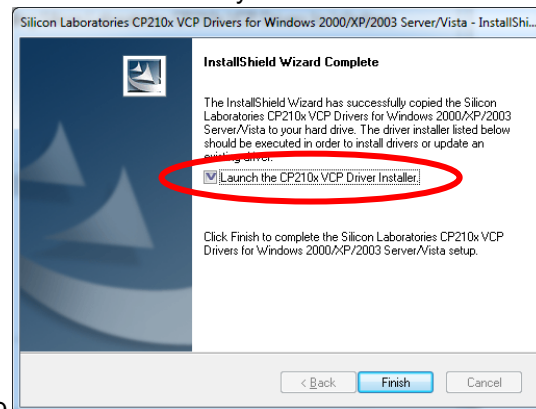 Silicon Laboratories CP210x VCP Drivers for Windows 2000/XP/2003 Server/Vista - InstallShi...
InstallShield Wizard Complete
The InstallShield Wizard has successfully copied the Silicon
Laboratories CP210x VCP Drivers for Windows 2000/XP/2003
Server/Vista to your hard drive. The driver installer listed below
should be executed in order to install drivers or update an
existing driver.
Launch the CP210x VCP Driver Installer.
Click Finish to complete the Silicon Laboratories CP210x VCP
Drivers for Windows 2000/XP/2003 Server/Vista setup.
< Back
Finish
Cancel